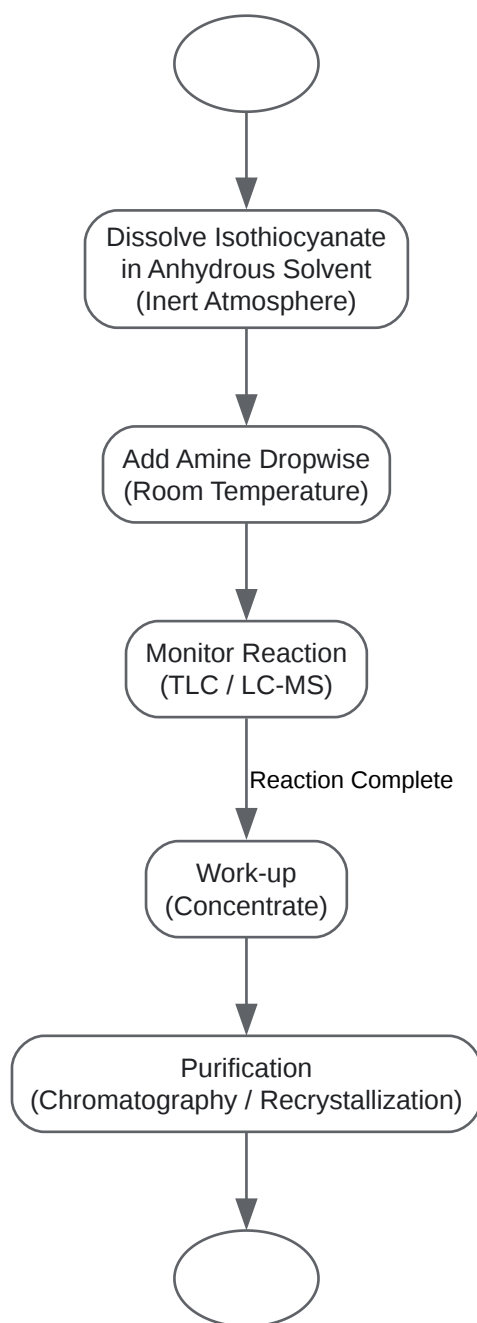 Dissolve Isothiocyanate
in Anhydrous Solvent
(Inert Atmosphere)
Add Amine Dropwise
(Room Temperature)
Monitor Reaction
(TLC / LC-MS)
Reaction Complete
Work-up
(Concentrate)
Purification
(Chromatography / Recrystallization)